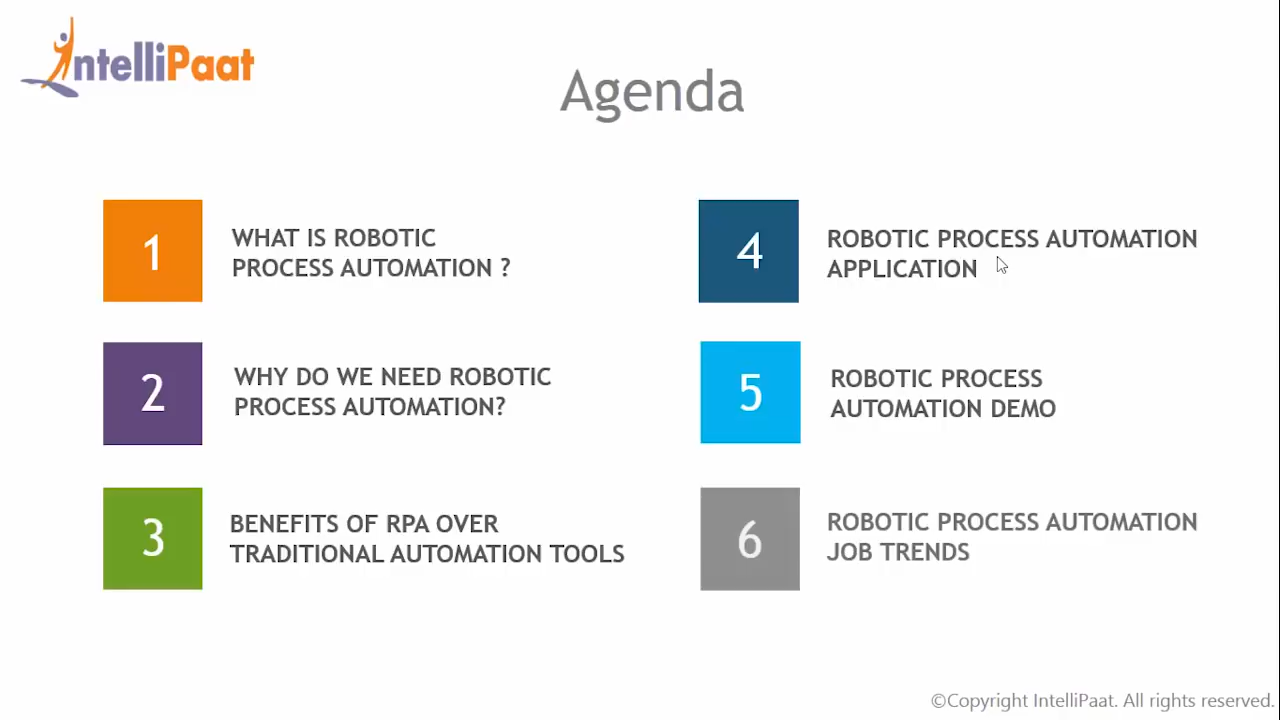 IntelliPaat
Agenda
1
WHAT IS ROBOTIC
PROCESS AUTOMATION ?
2
WHY DO WE NEED ROBOTIC
PROCESS AUTOMATION?
3
BENEFITS OF RPA OVER
TRADITIONAL AUTOMATION TOOLS
4
ROBOTIC PROCESS AUTOMATION
APPLICATION
5
ROBOTIC PROCESS
AUTOMATION DEMO
6
ROBOTIC PROCESS AUTOMATION
JOB TRENDS
©Copyright IntelliPaat. All rights reserved.